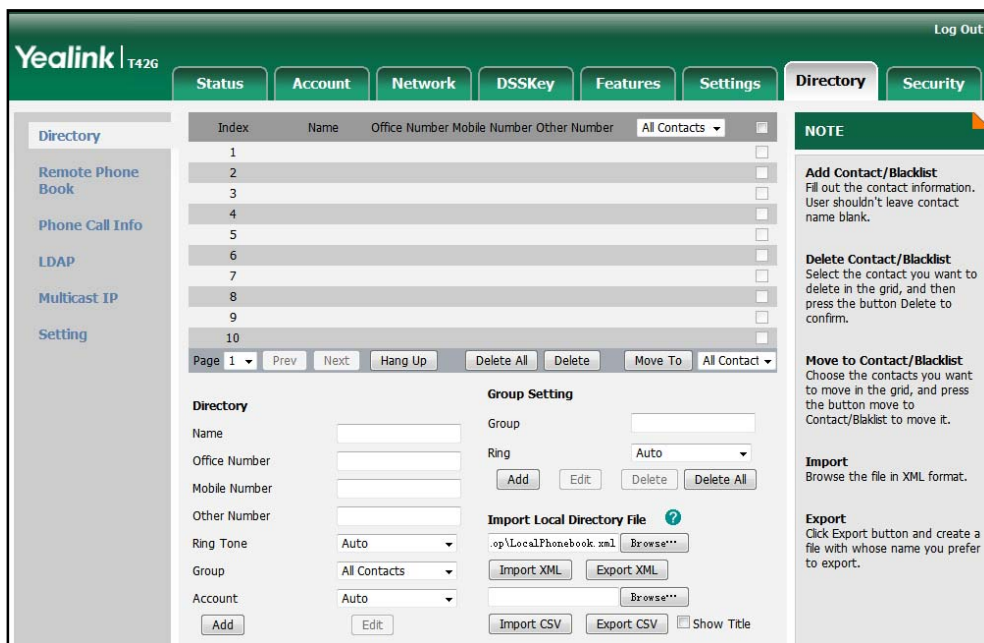 Log Out
Yealink T42G
Status Account Network DSSKey Features Settings Directory Security
Directory
Remote Phone
Book
Phone Call Info
LDAP
Multicast IP
Setting
Index Name Office Number Mobile Number Other Number All Contacts
1
2
3
4
5
6
7
8
9
10
Page 1 Prev Next Hang Up Delete All Delete Move To All Contact
Directory
Name
Office Number
Mobile Number
Other Number
Ring Tone Auto
Group All Contacts
Account Auto
Add Edit
Group Setting
Group
Ring Auto
Add Edit Delete Delete All
Import Local Directory File ?
.op\LocalPhonebook.xml Browse...
Import XML Export XML
Browse...
Import CSV Export CSV Show Title
NOTE
Add Contact/Blacklist
Fill out the contact information.
User shouldn't leave contact
name blank.
Delete Contact/Blacklist
Select the contact you want to
delete in the grid, and then
press the button Delete to
confirm.
Move to Contact/Blacklist
Choose the contacts you want
to move in the grid, and press
the button move to
Contact/Blaklist to move it.
Import
Browse the file in XML format.
Export
Click Export button and create a
file with whose name you prefer
to export.